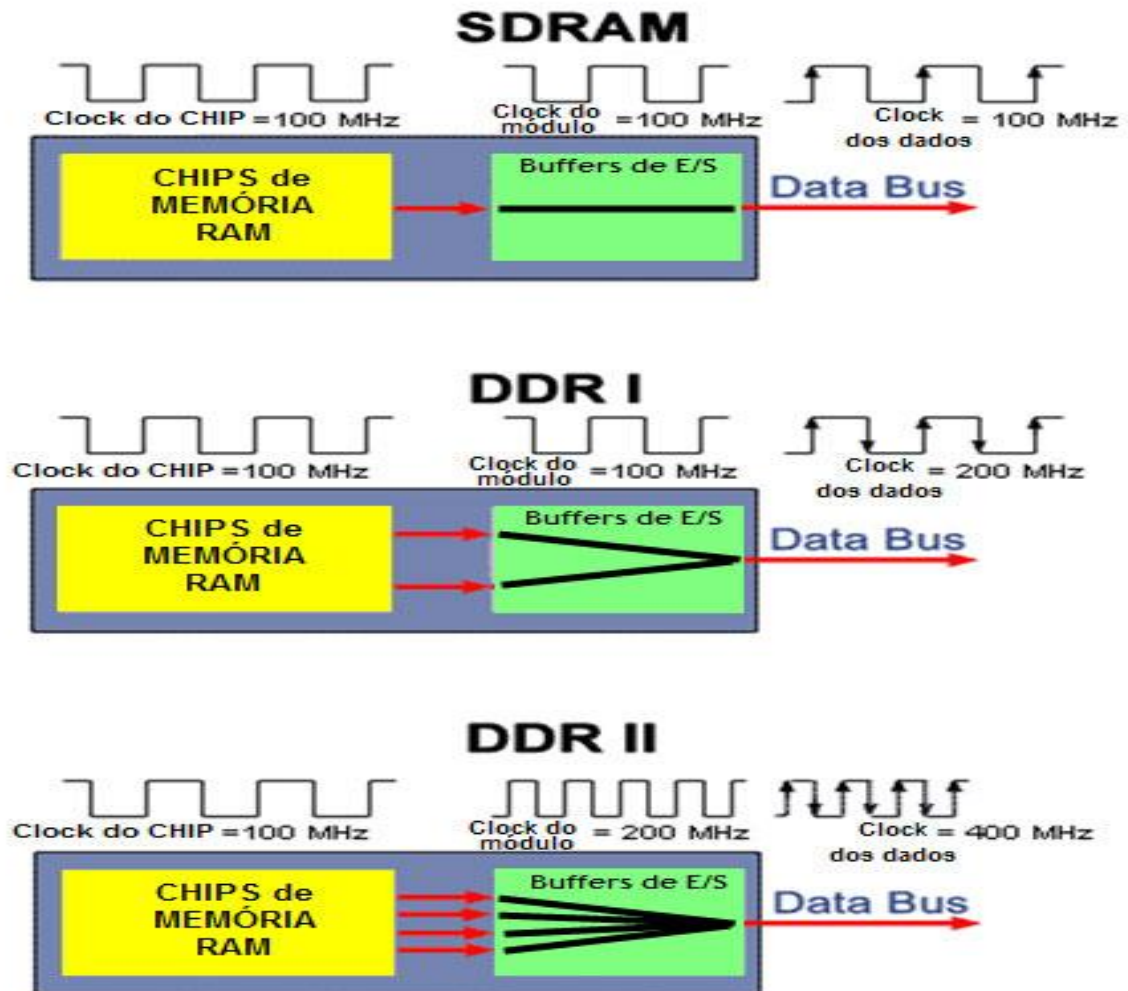 SDRAM
Clock do CHIP = 100 MHz
Clock do módulo = 100 MHz
Clock dos dados = 100 MHz
CHIPS de
MEMÓRIA
RAM
Buffers de E/S
Data Bus
DDR I
Clock do CHIP = 100 MHz
Clock do módulo = 100 MHz
Clock dos dados = 200 MHz
CHIPS de
MEMÓRIA
RAM
Buffers de E/S
Data Bus
DDR II
Clock do CHIP = 100 MHz
Clock do módulo = 200 MHz
Clock dos dados = 400 MHz
CHIPS de
MEMÓRIA
RAM
Buffers de E/S
Data Bus